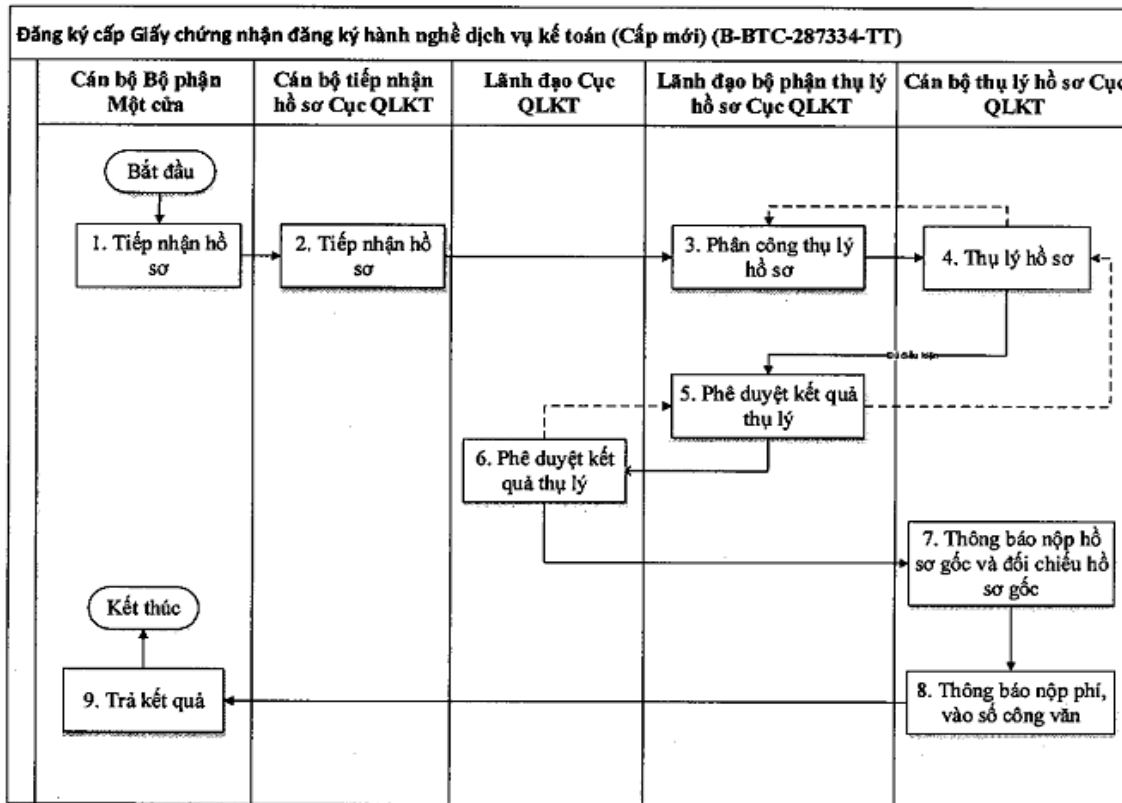 Đăng ký cấp Giấy chứng nhận đăng ký hành nghề dịch vụ kế toán (Cấp mới) (B-BTC-287334-TT)
Cán bộ Bộ phận
Một cửa
Cán bộ tiếp nhận
hồ sơ Cục QLKT
Lãnh đạo Cục
QLKT
Lãnh đạo bộ phận thụ lý
hồ sơ Cục QLKT
Cán bộ thụ lý hồ sơ Cục
QLKT
Bắt đầu
1. Tiếp nhận hồ
sơ
2. Tiếp nhận hồ
sơ
3. Phân công thụ lý
hồ sơ
4. Thụ lý hồ sơ
5. Phê duyệt kết quả
thụ lý
6. Phê duyệt kết
quả thụ lý
7. Thông báo nộp hồ
sơ gốc và đối chiếu hồ
sơ gốc
Kết thúc
9. Trả kết quả
8. Thông báo nộp phí,
vào số công văn